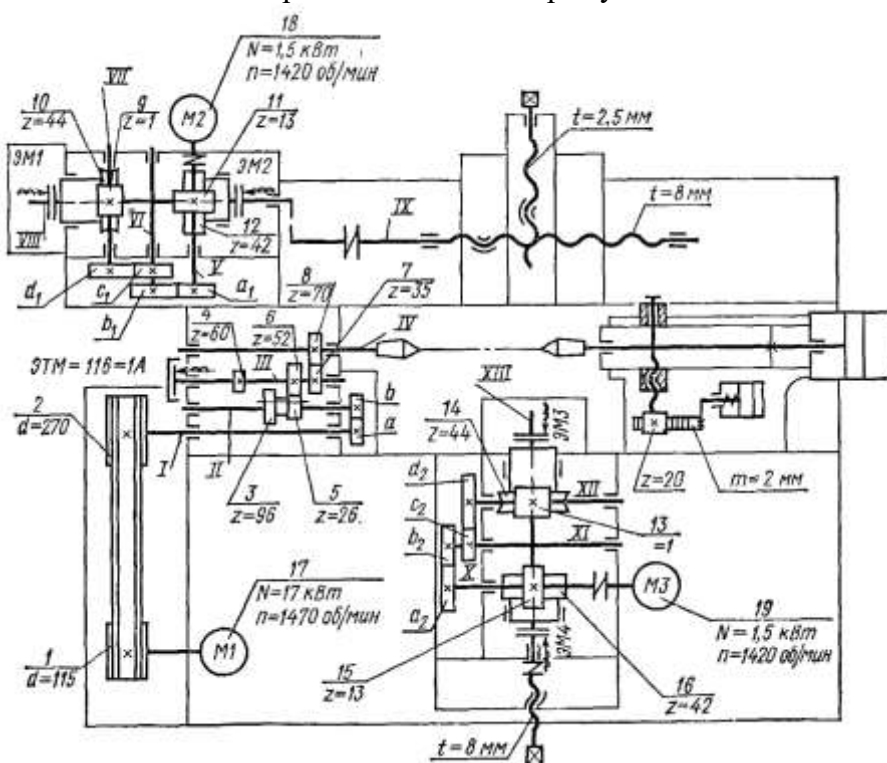 18
N=1,5 кВт
n=1420 об/мин
VII
10
z=44
9
z=1
М2
11
z=13
t=2,5 мм
ЭМ1
ЭМ2
VI
VIII
12
z=42
IX
t=8 мм
V
d₁
c₁
b₁
a₁
8
z=70
7
z=35
4
z=60
6
z=52
IV
ЭТМ=116=1А
III
XIII
2
d=270
b
a
14
z=44
ЭМ3
I
II
d₂
c₂
b₂
XII
z=20
m=2 мм
3
z=96
5
z=26.
13
=1
XI
X
17
N=17 кВт
n=1470 об/мин
М1
М3
19
N=1,5 кВт
n=1420 об/мин
a₂
ЭМ4
1
d=115
15
z=13
16
z=42
t=8 мм